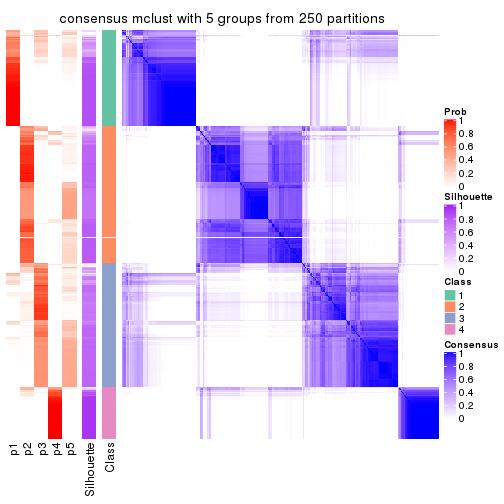 consensus mclust with 5 groups from 250 partitions
Prob
1
0.8
0.6
0.4
0.2
0
Silhouette
1
0.8
0.6
0.4
0.2
0
Class
1
2
3
4
Consensus
1
0.8
0.6
0.4
0.2
0
p1
p2
p3
p4
p5
Silhouette
Class